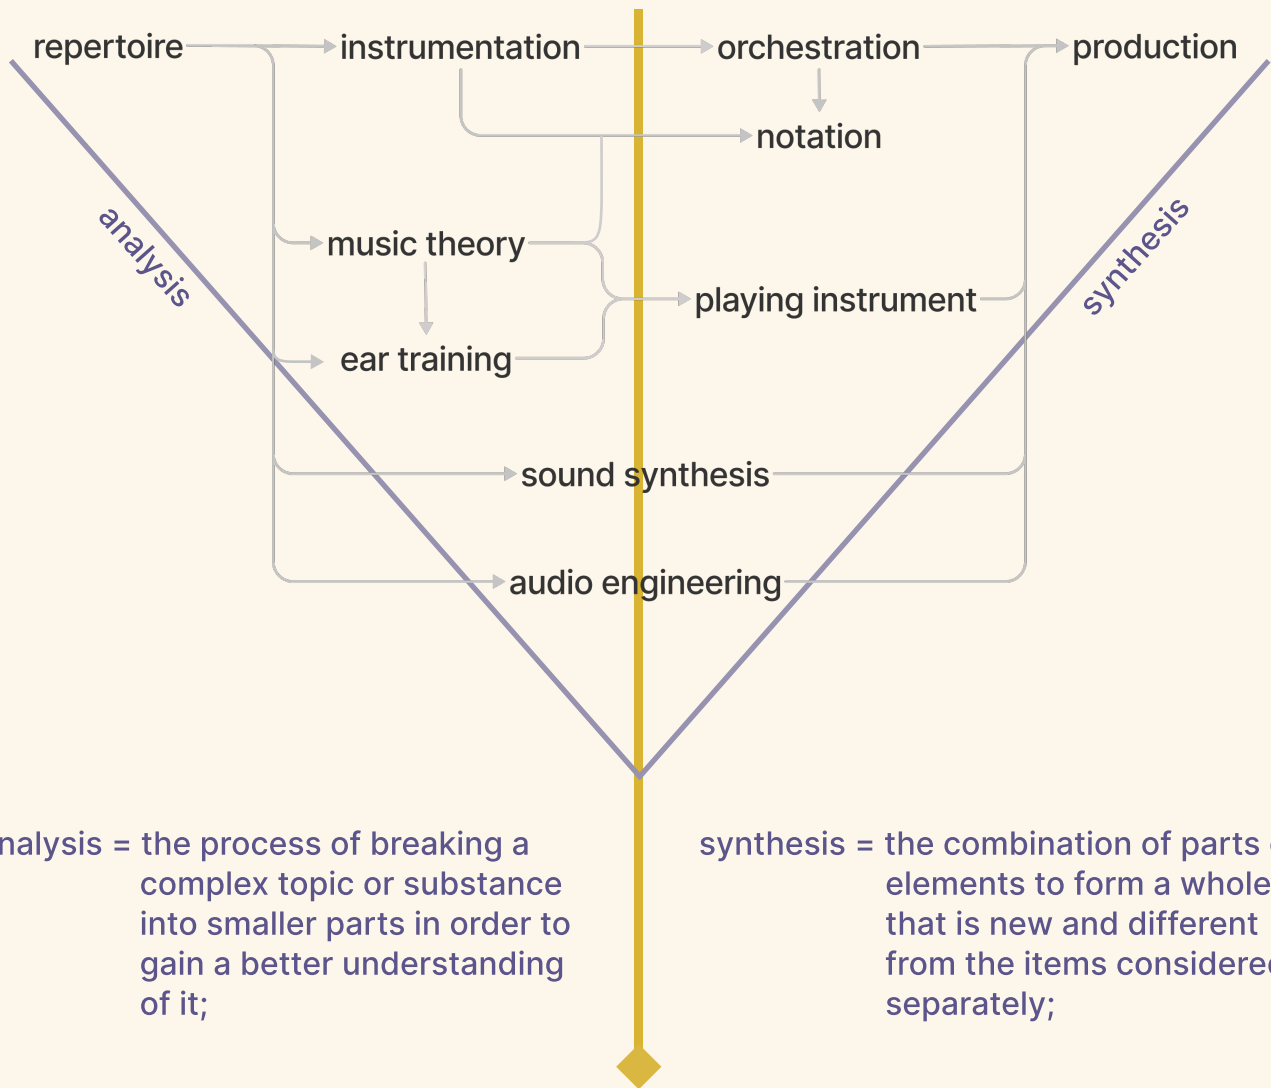 repertoire
instrumentation
orchestration
production
notation
analysis
synthesis
music theory
playing instrument
ear training
sound synthesis
audio engineering
nalysis = the process of breaking a
complex topic or substance
into smaller parts in order to
gain a better understanding
of it;
synthesis = the combination of parts
elements to form a whole
that is new and different
from the items considered
separately;